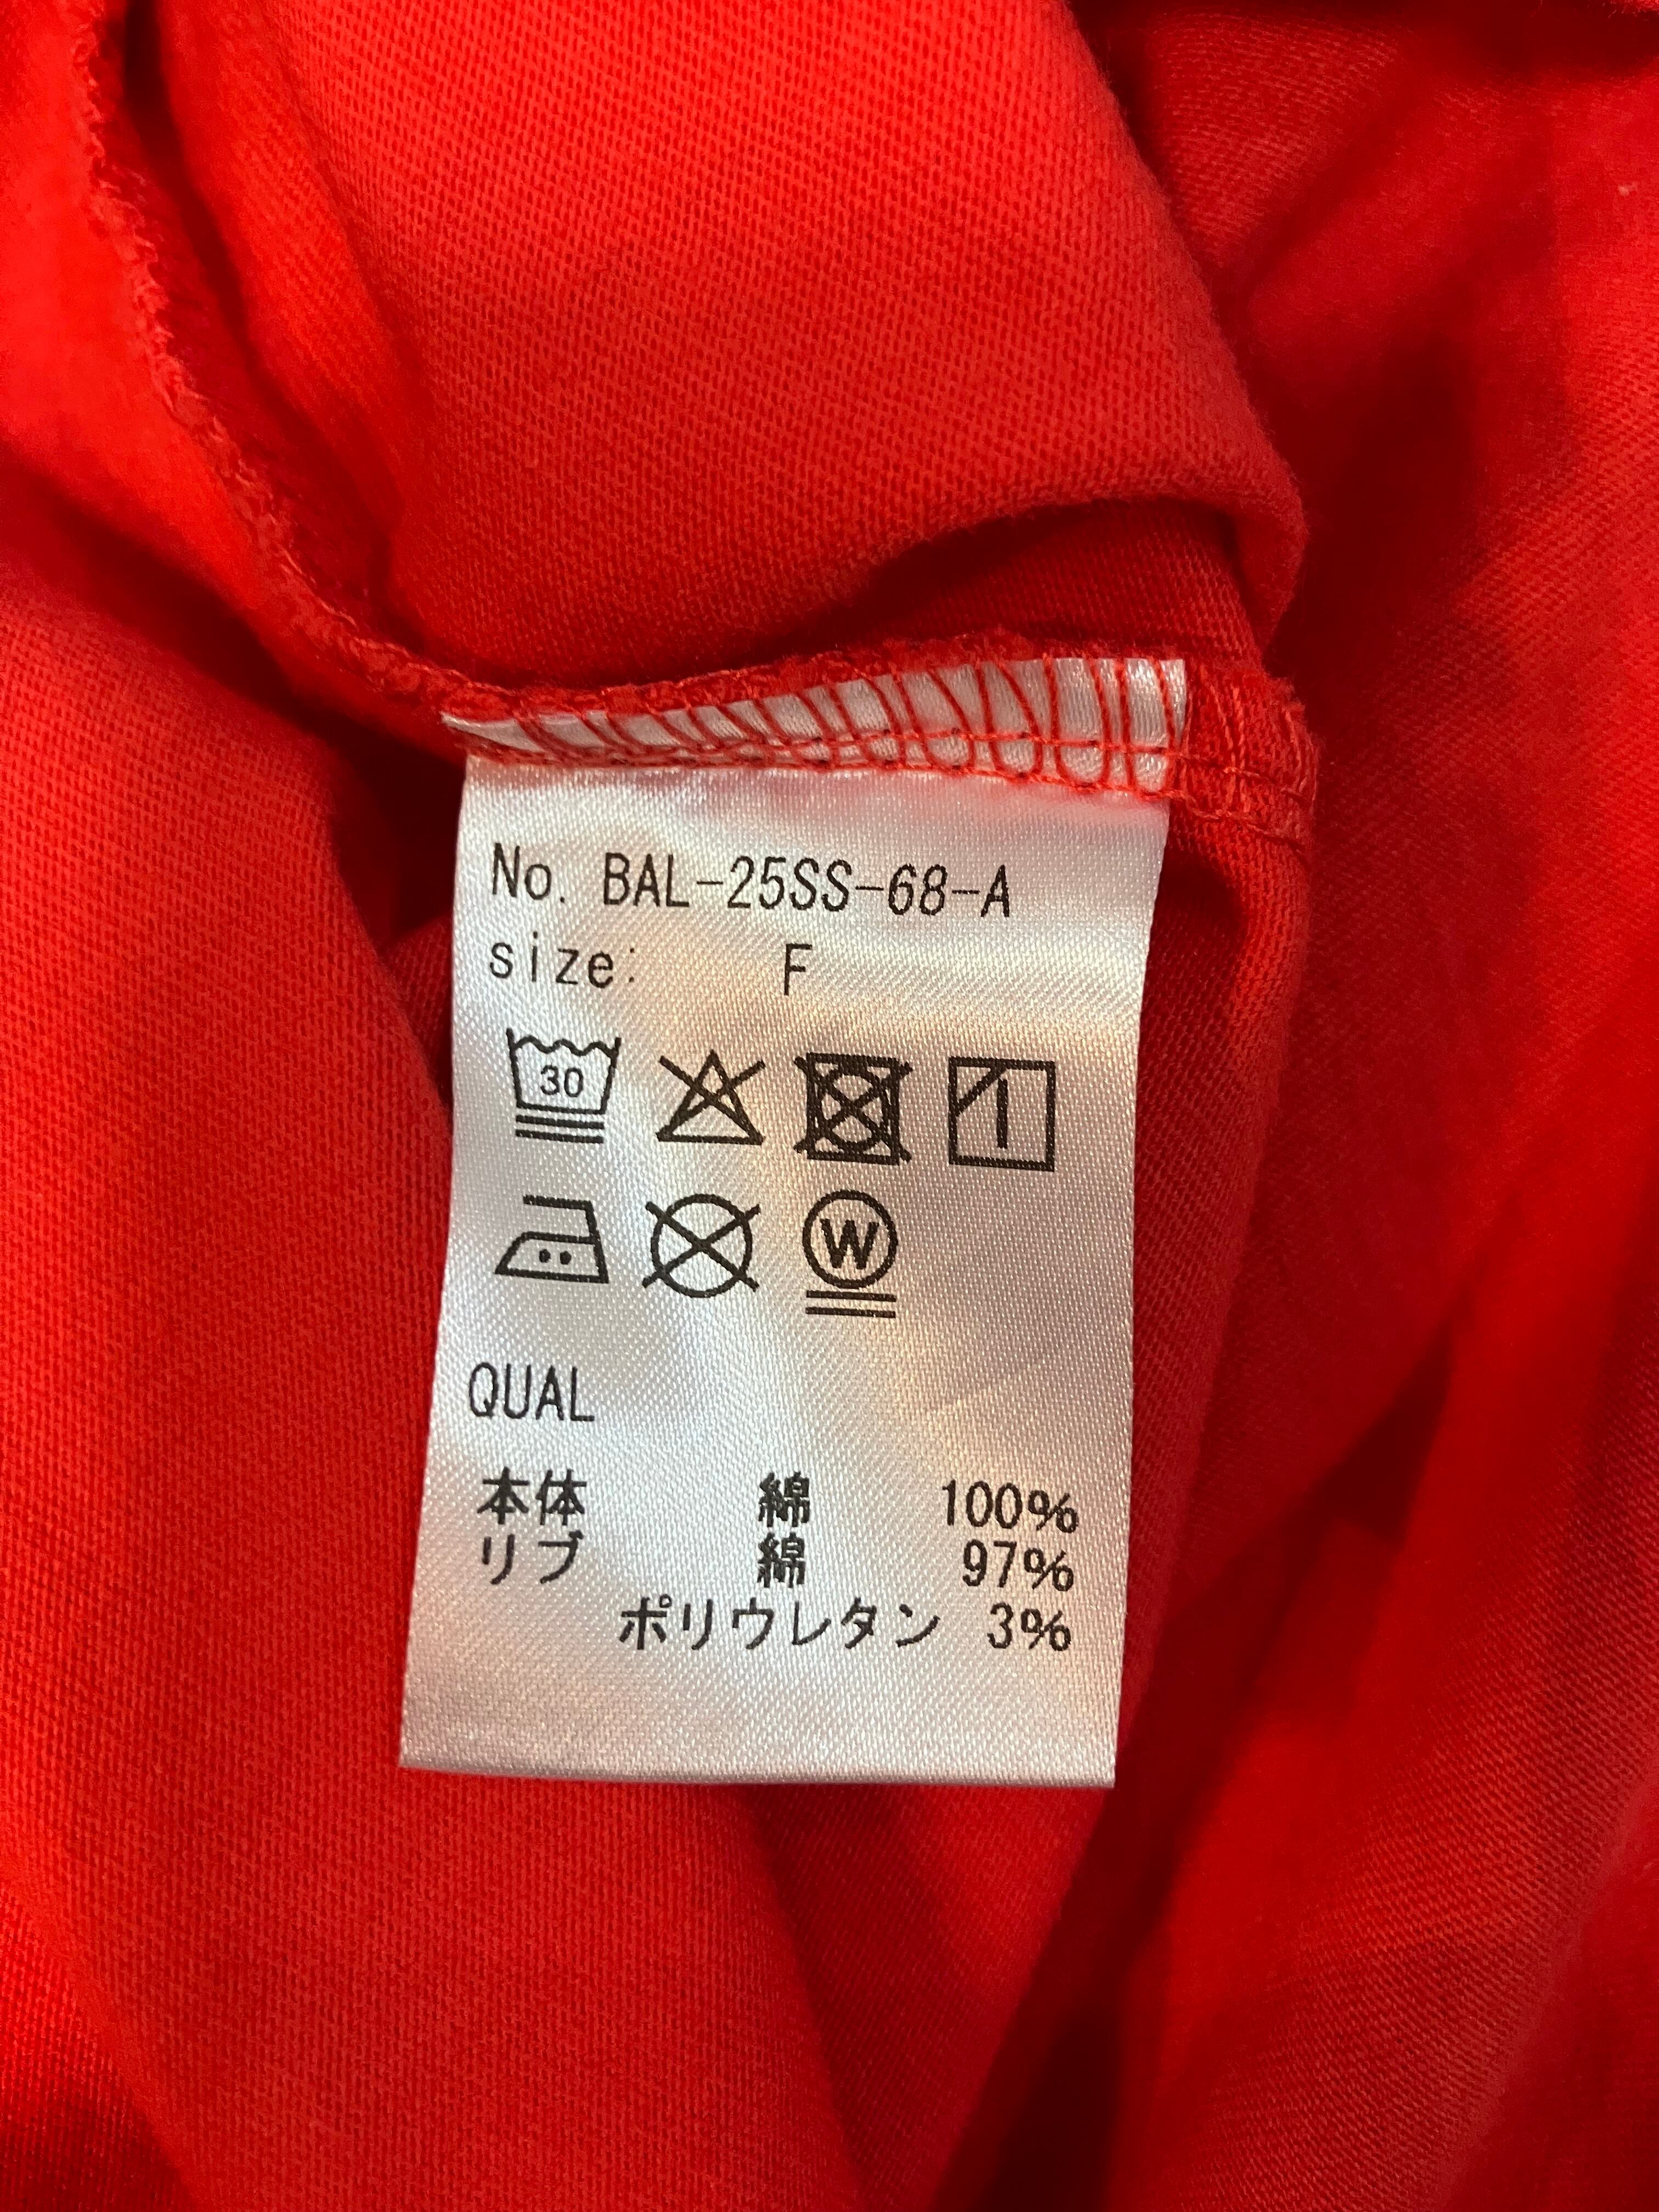 No. BAL-25SS-68-A
size: F
30
W
QUAL
本体 綿 100%
リブ 綿 97%
ポリウレタン 3%